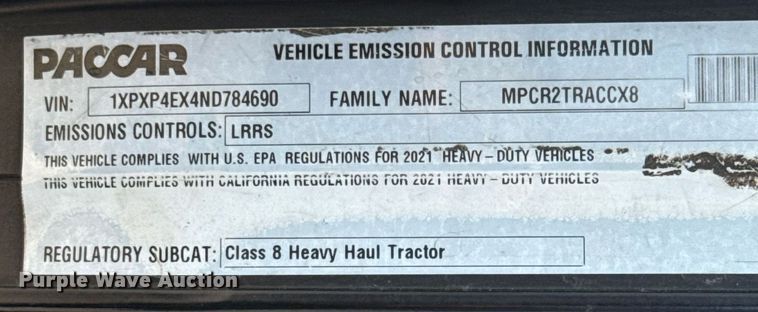 PACCAR VEHICLE EMISSION CONTROL INFORMATION
VIN: 1XPXP4EX4ND784690 FAMILY NAME: MPCR2TRACCX8
EMISSIONS CONTROLS: LRRS
THIS VEHICLE COMPLIES WITH U.S. EPA REGULATIONS FOR 2021 HEAVY-DUTY VEHICLES
THIS VEHICLE COMPLIES WITH CALIFORNIA REGULATIONS FOR 2021 HEAVY-DUTY VEHICLES
REGULATORY SUBCAT: Class 8 Heavy Haul Tractor
Purple Wave Auction